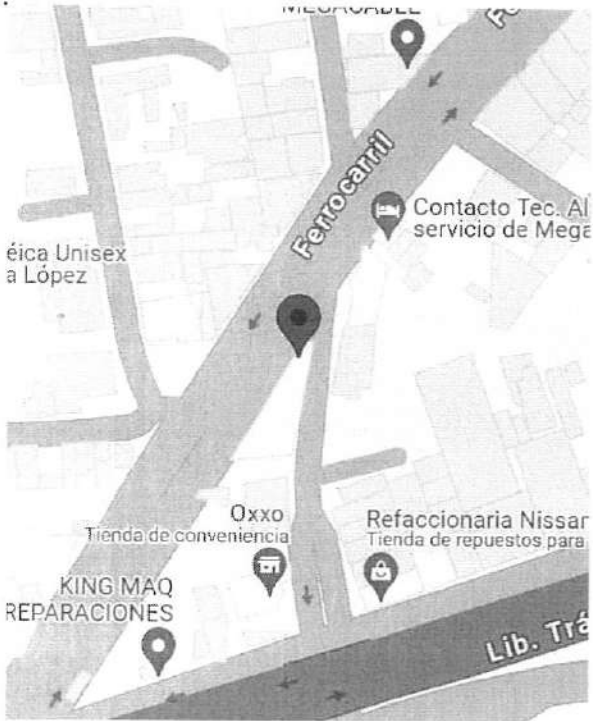 MEGACABLE
Ferrocarril
Contacto Tec. Al
servicio de Mega
éica Unisex
a López
Oxxo
Tienda de conveniencia
Refaccionaria Nissan
Tienda de repuestos para
KING MAQ
REPARACIONES
Lib. Trá